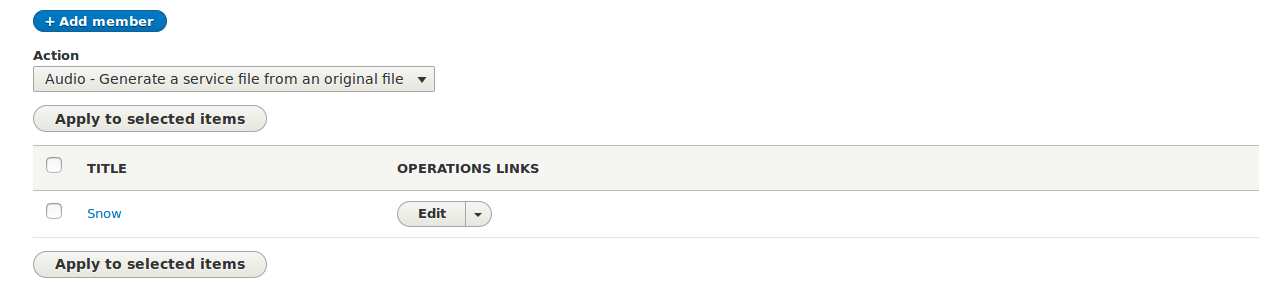 + Add member
Action
Audio - Generate a service file from an original file
Apply to selected items
TITLE OPERATIONS LINKS
Snow Edit
Apply to selected items